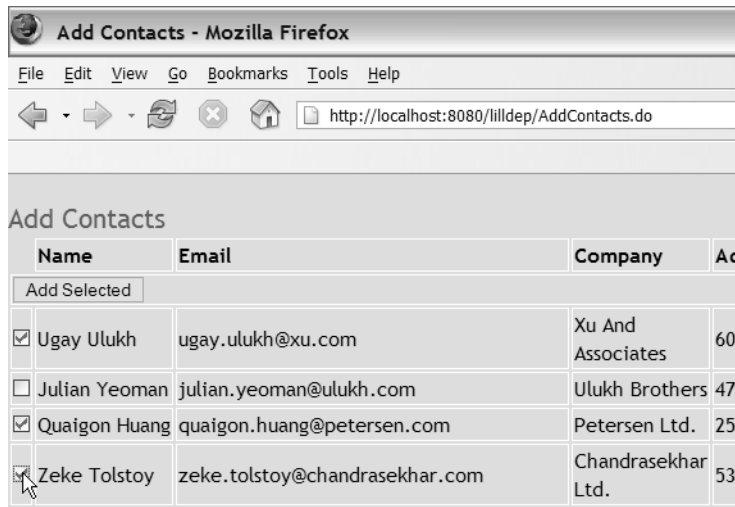 Add Contacts - Mozilla Firefox
File Edit View Go Bookmarks Tools Help
http://localhost:8080/lilldep/AddContacts.do
Add Contacts
Name Email Company Ac
Add Selected
Ugay Ulukh ugay.ulukh@xu.com Xu And
Associates 60
Julian Yeoman julian.yeoman@ulukh.com Ulukh Brothers 47
Quaigon Huang quaigon.huang@petersen.com Petersen Ltd. 25
Zeke Tolstoy zeke.tolstoy@chandrasekhar.com Chandrasekhar
Ltd. 53